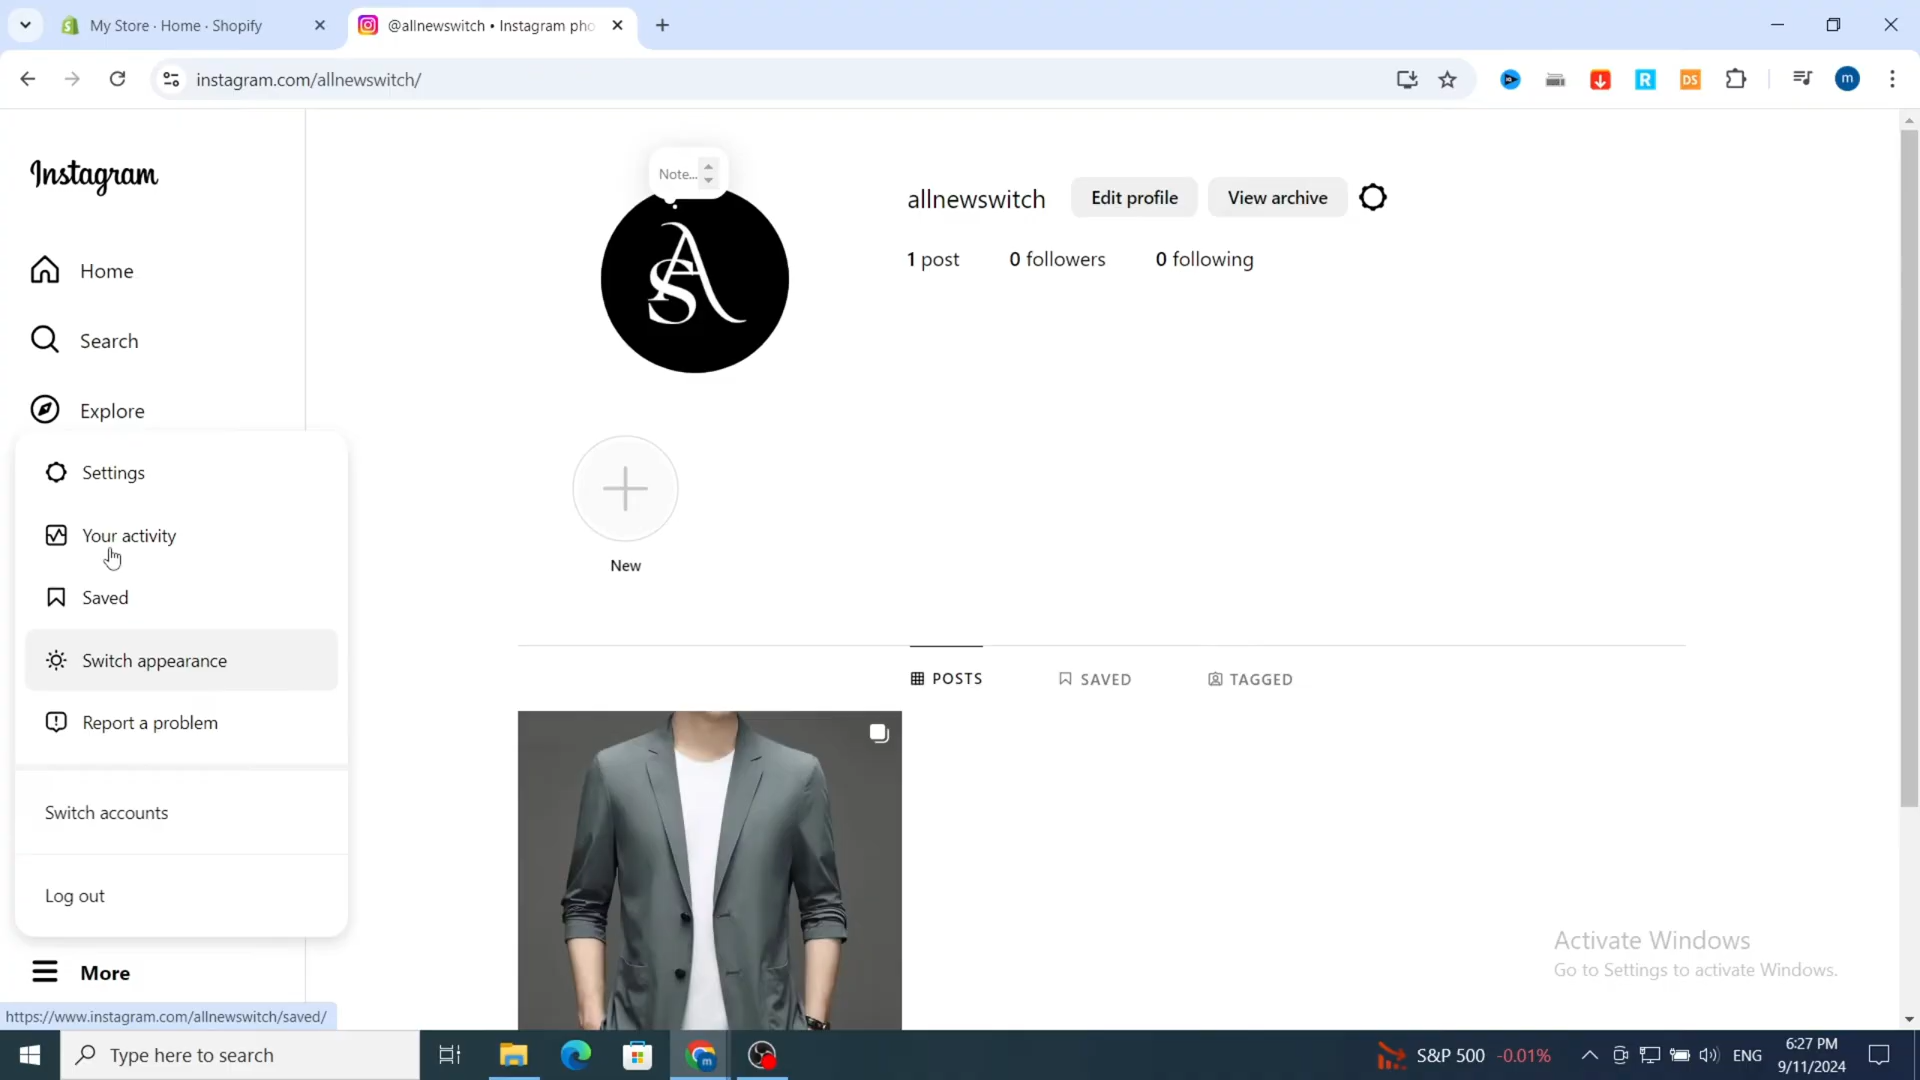 My Store · Home · Shopify
@allnewswitch • Instagram pho
instagram.com/allnewswitch/
R
DS
m
Instagram
Note...
AS
allnewswitch
Edit profile
View archive
1 post
0 followers
0 following
Home
Search
Explore
Settings
Your activity
Saved
Switch appearance
Report a problem
Switch accounts
Log out
More
New
POSTS
SAVED
TAGGED
Activate Windows
Go to Settings to activate Windows.
https://www.instagram.com/allnewswitch/saved/
Type here to search
m
S&P 500 -0.01%
ENG
6:27 PM
9/11/2024